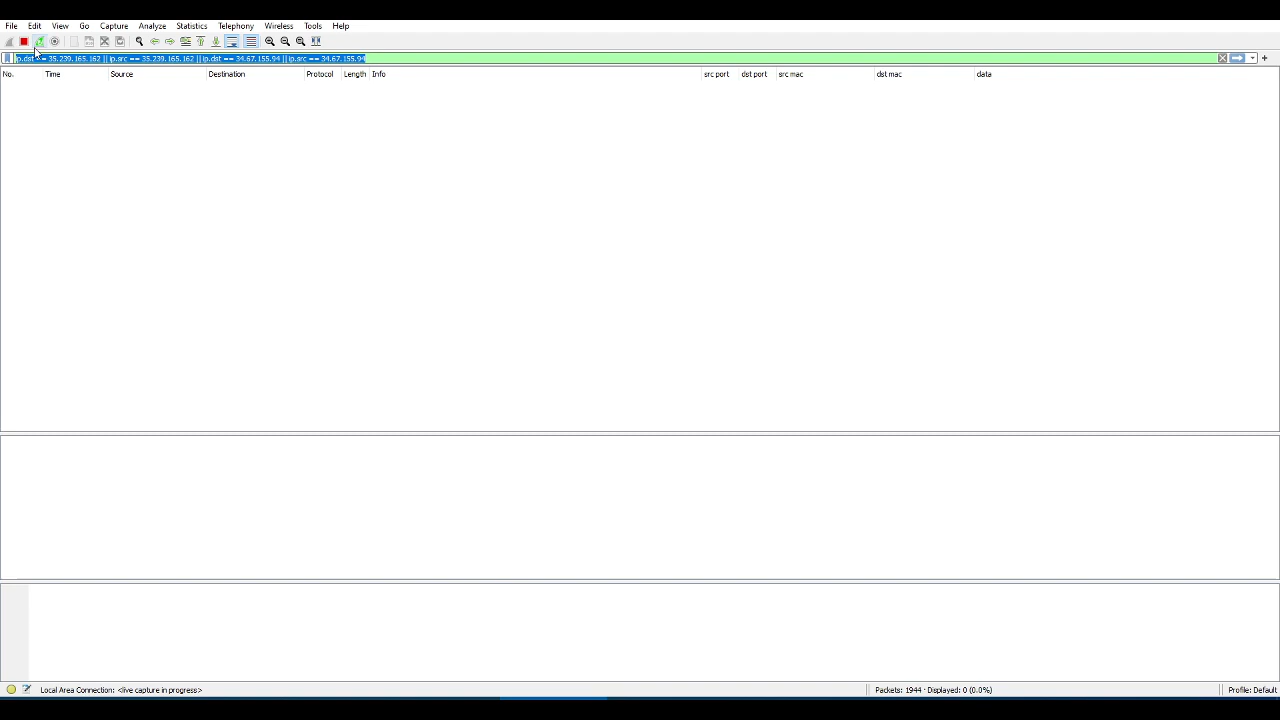 File Edit View Go Capture Analyze Statistics Telephony Wireless Tools Help
ip.dst == 35.239.165.162 || ip.src == 35.239.165.162 || ip.dst == 34.67.155.94 || ip.src == 34.67.155.94
No. Time Source Destination Protocol Length Info src port dst port src mac dst mac data
Local Area Connection: <live capture in progress> Packets: 1944 · Displayed: 0 (0.0%) Profile: Default